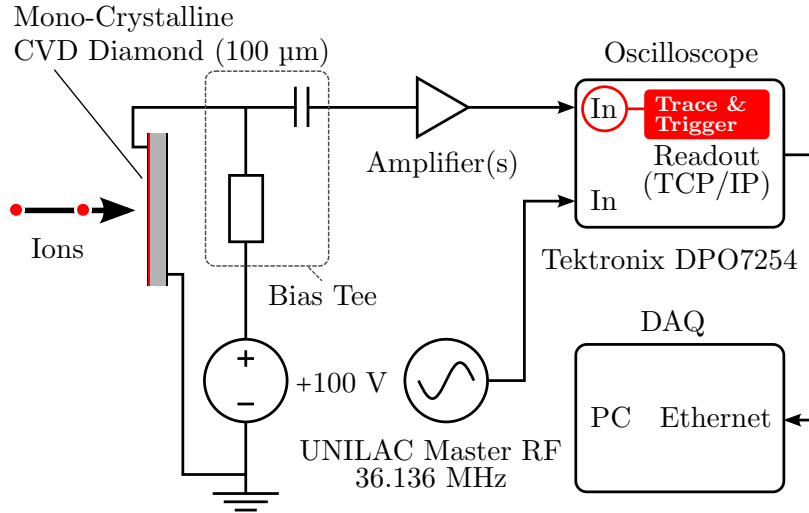 Mono-Crystalline
CVD Diamond (100 µm)
Oscilloscope
In
Trace &
Trigger
Amplifier(s)
Readout
(TCP/IP)
In
Ions
Tektronix DPO7254
Bias Tee
DAQ
+
+100 V
−
PC
Ethernet
UNILAC Master RF
36.136 MHz